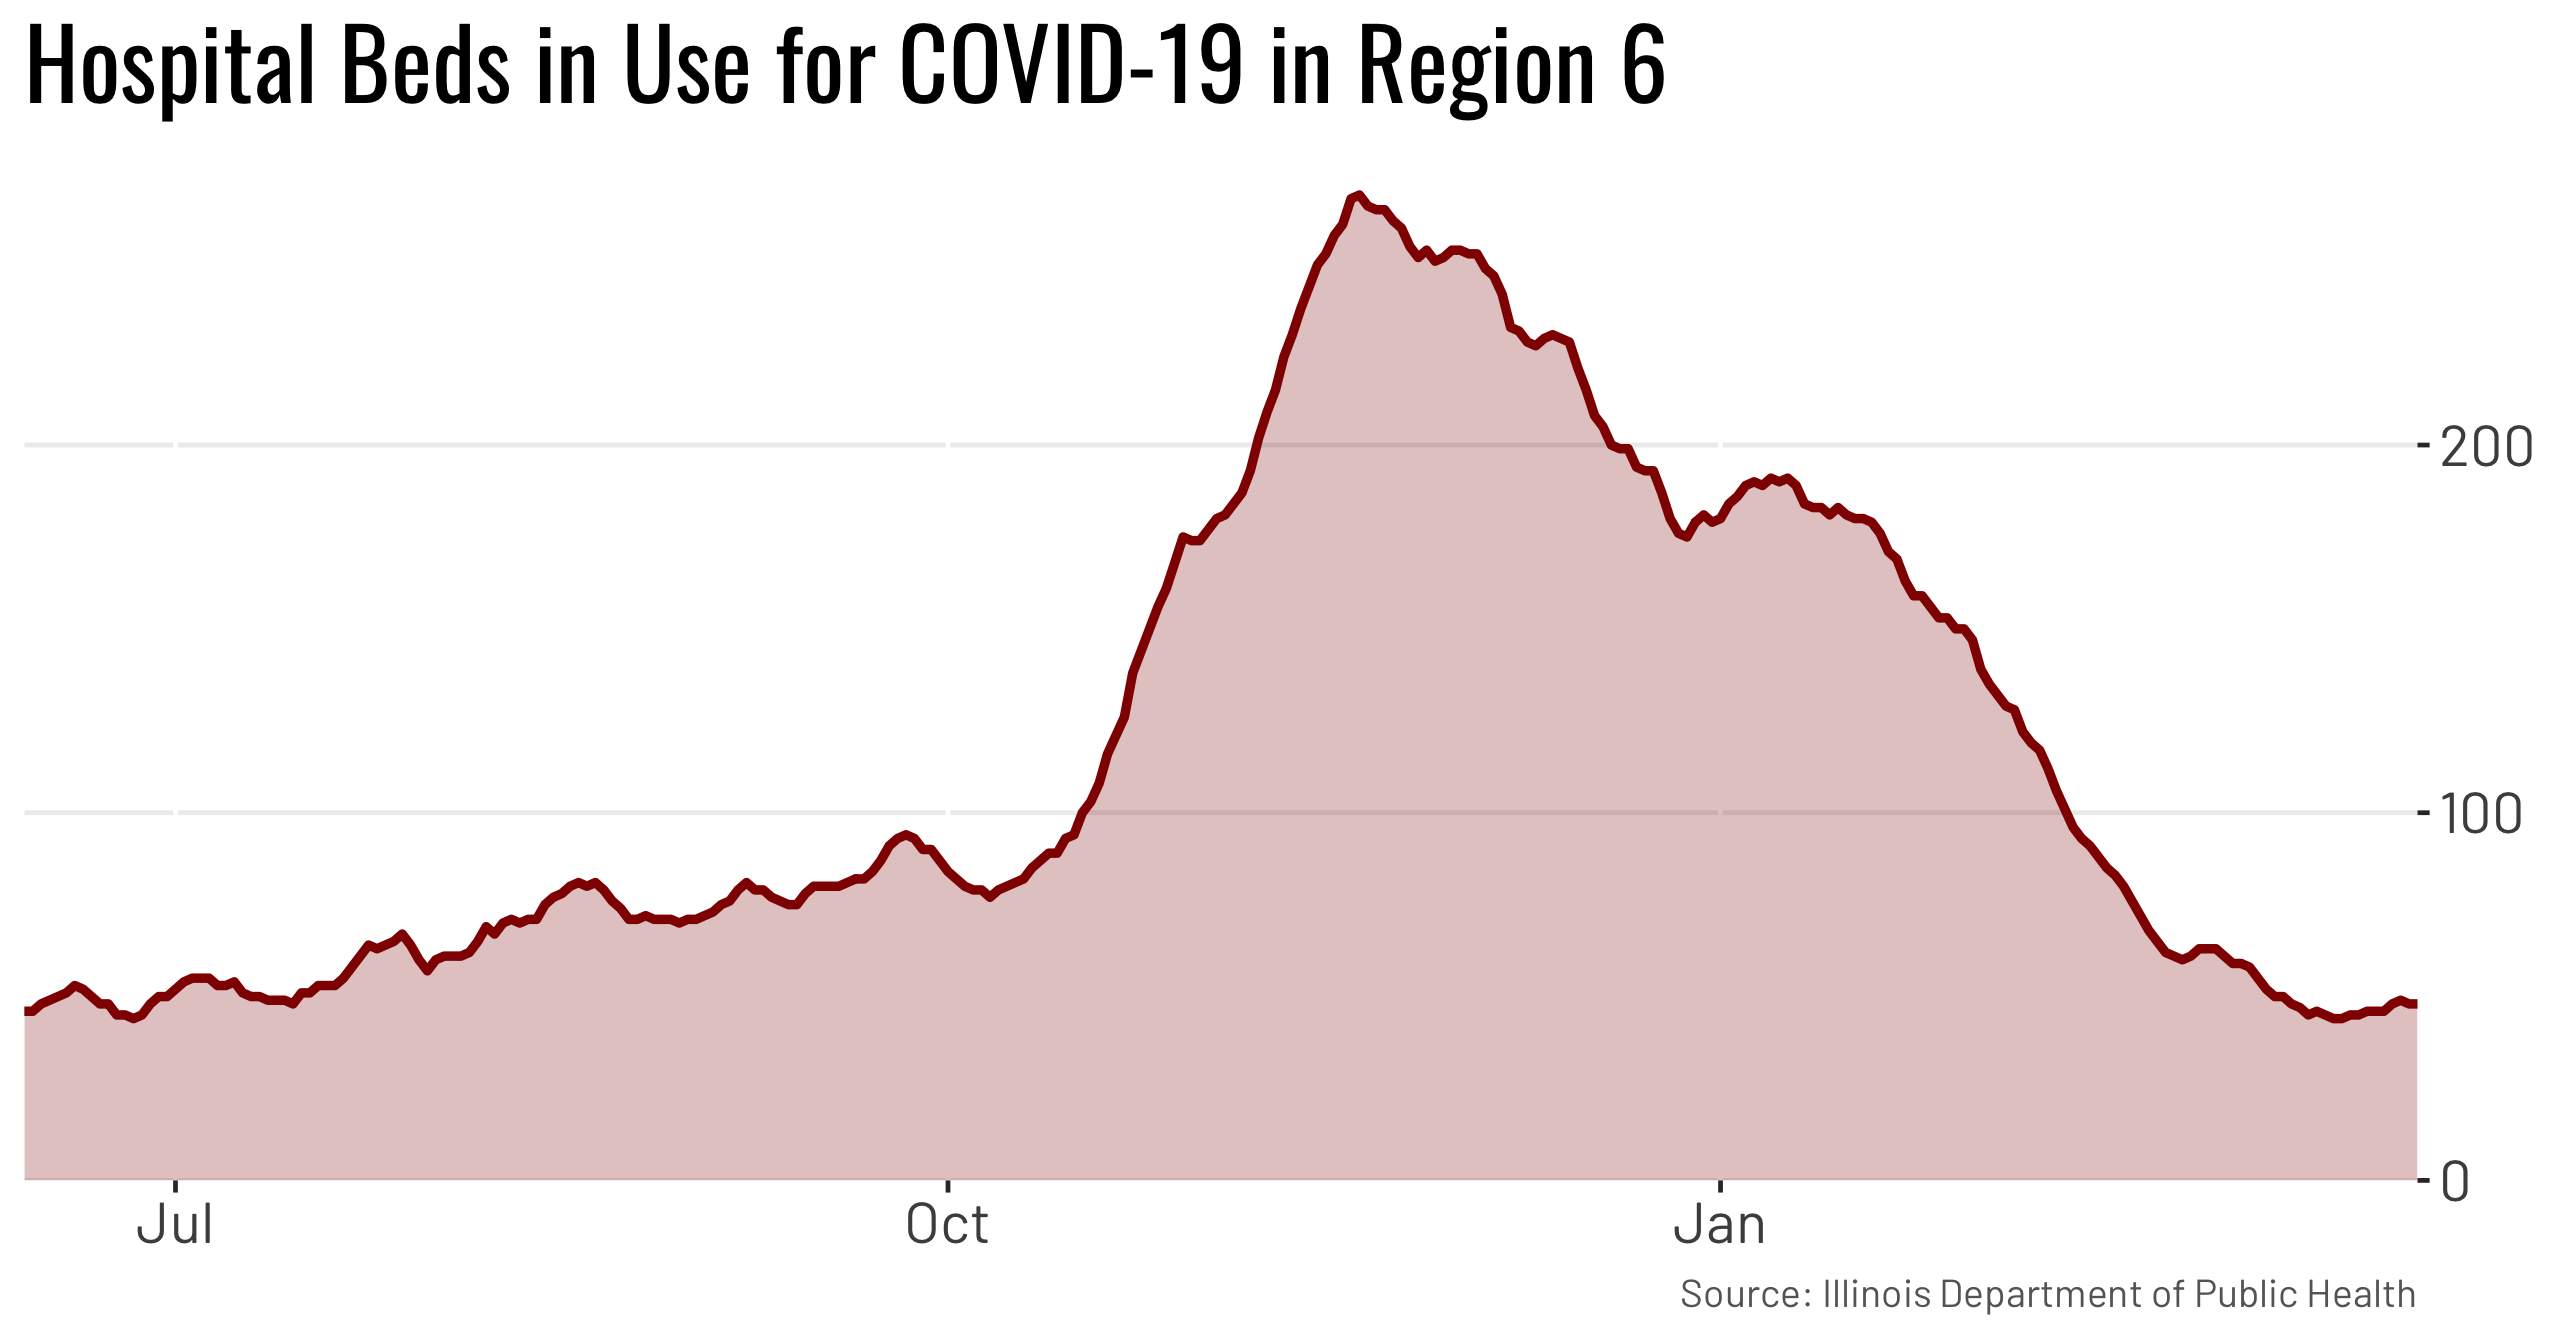 Hospital Beds in Use for COVID-19 in Region 6
200
100
0
Jul Oct Jan
Source: Illinois Department of Public Health